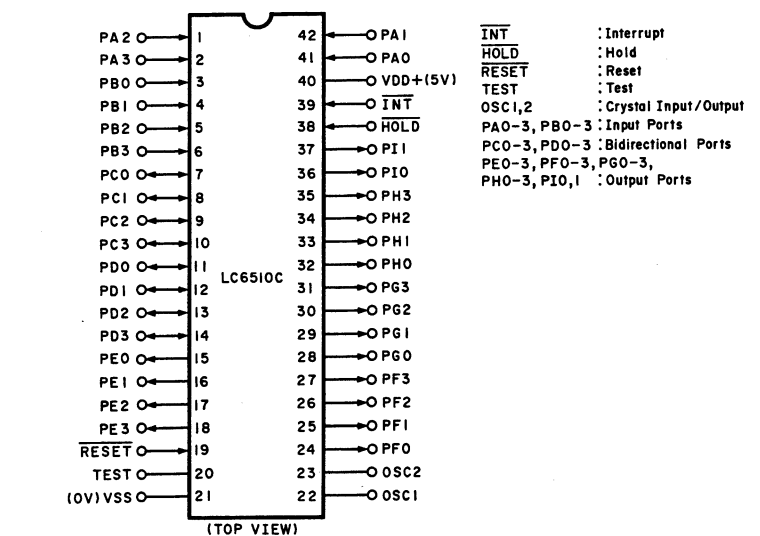 PA2 1 42 PA1
PA3 2 41 PA0
PB0 3 40 VDD+(5V)
PB1 4 39 INT
PB2 5 38 HOLD
PB3 6 37 PI1
PC0 7 36 PI0
PC1 8 35 PH3
PC2 9 34 PH2
PC3 10 33 PH1
PD0 11 32 PH0
LC6510C
PD1 12 31 PG3
PD2 13 30 PG2
PD3 14 29 PG1
PE0 15 28 PG0
PE1 16 27 PF3
PE2 17 26 PF2
PE3 18 25 PF1
RESET 19 24 PF0
TEST 20 23 OSC2
(0V) VSS 21 22 OSC1
(TOP VIEW)
INT : Interrupt
HOLD : Hold
RESET : Reset
TEST : Test
OSC1,2 : Crystal Input/Output
PA0-3, PB0-3 : Input Ports
PC0-3, PD0-3 : Bidirectional Ports
PE0-3, PF0-3, PG0-3,
PH0-3, PI0,1 : Output Ports